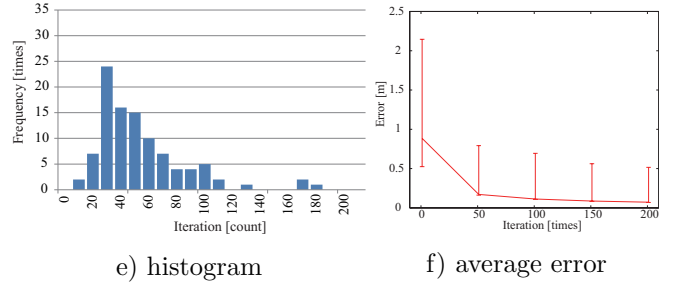 35
30
25
20
15
10
5
0
Frequency [times]
0 20 40 60 80 100 120 140 160 180 200
Iteration [count]
e) histogram
2.5
2
1.5
1
0.5
0
Error [m]
0 50 100 150 200
Iteration [times]
f) average error